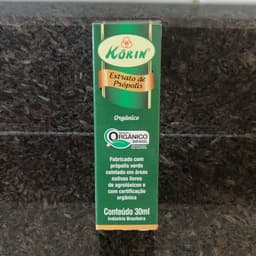 KORIN
Extrato de
Própolis
Orgânico
PRODUTO
ORGÂNICO
BRASIL
Fabricado com
própolis verde
coletado em áreas
nativas livres
de agrotóxicos e
com certificação
orgânica
Conteúdo 30ml
Indústria Brasileira